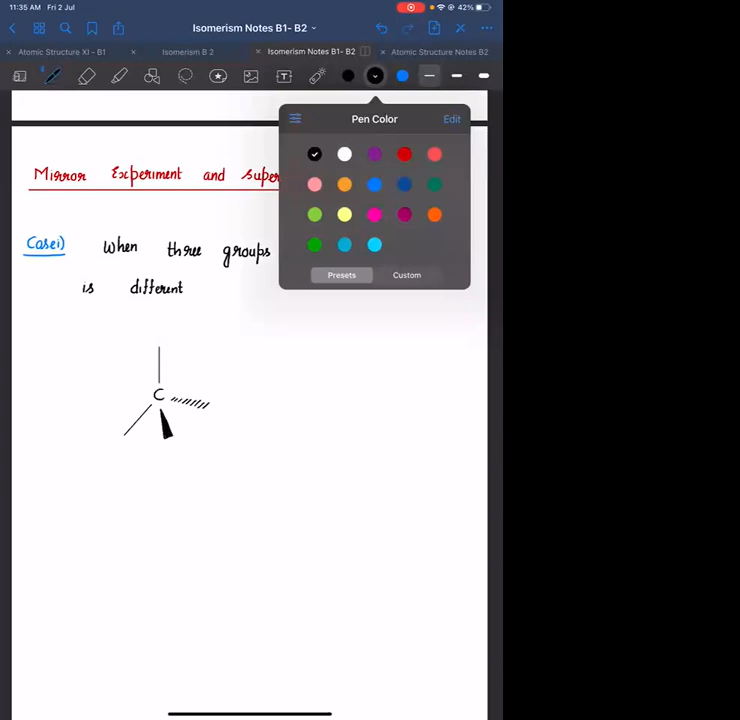 11:35 AM Fri 2 Jul
42%
Isomerism Notes B1- B2
Atomic Structure XI - B1
Isomerism B 2
Isomerism Notes B1- B2
Atomic Structure Notes B2
Pen Color
Edit
Mirror Experiment and super
Case i) When three groups
is different
Presets
Custom
C